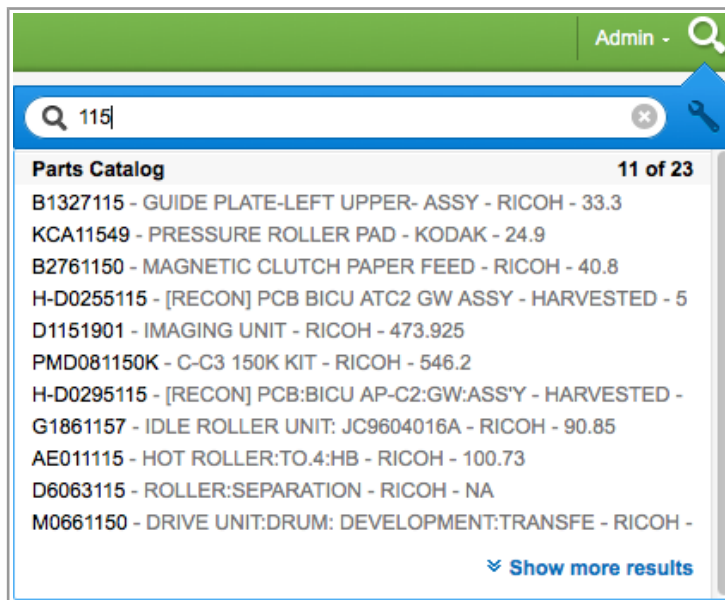 Admin -
115
Parts Catalog 11 of 23
B1327115 - GUIDE PLATE-LEFT UPPER- ASSY - RICOH - 33.3
KCA11549 - PRESSURE ROLLER PAD - KODAK - 24.9
B2761150 - MAGNETIC CLUTCH PAPER FEED - RICOH - 40.8
H-D0255115 - [RECON] PCB BICU ATC2 GW ASSY - HARVESTED - 5
D1151901 - IMAGING UNIT - RICOH - 473.925
PMD081150K - C-C3 150K KIT - RICOH - 546.2
H-D0295115 - [RECON] PCB:BICU AP-C2:GW:ASS'Y - HARVESTED -
G1861157 - IDLE ROLLER UNIT: JC9604016A - RICOH - 90.85
AE011115 - HOT ROLLER:TO.4:HB - RICOH - 100.73
D6063115 - ROLLER:SEPARATION - RICOH - NA
M0661150 - DRIVE UNIT:DRUM: DEVELOPMENT:TRANSFE - RICOH -
Show more results